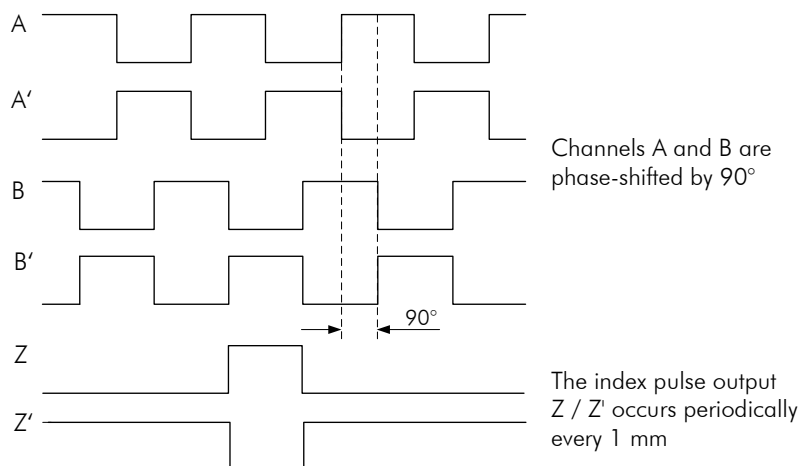 A
A‘
Channels A and B are
phase-shifted by 90°
B
B‘
90°
Z
The index pulse output
Z / Z' occurs periodically
every 1 mm
Z‘